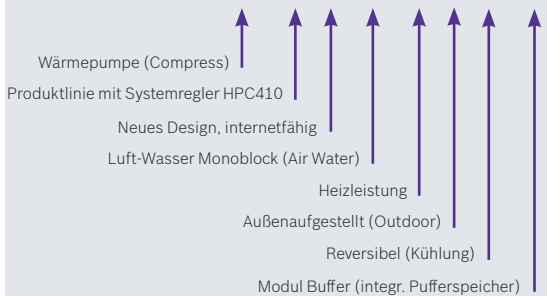 Wärmepumpe (Compress)
Produktlinie mit Systemregler HPC410
Neues Design, internetfähig
Luft-Wasser Monoblock (Air Water)
Heizleistung
Außenaufgestellt (Outdoor)
Reversibel (Kühlung)
Modul Buffer (integr. Pufferspeicher)